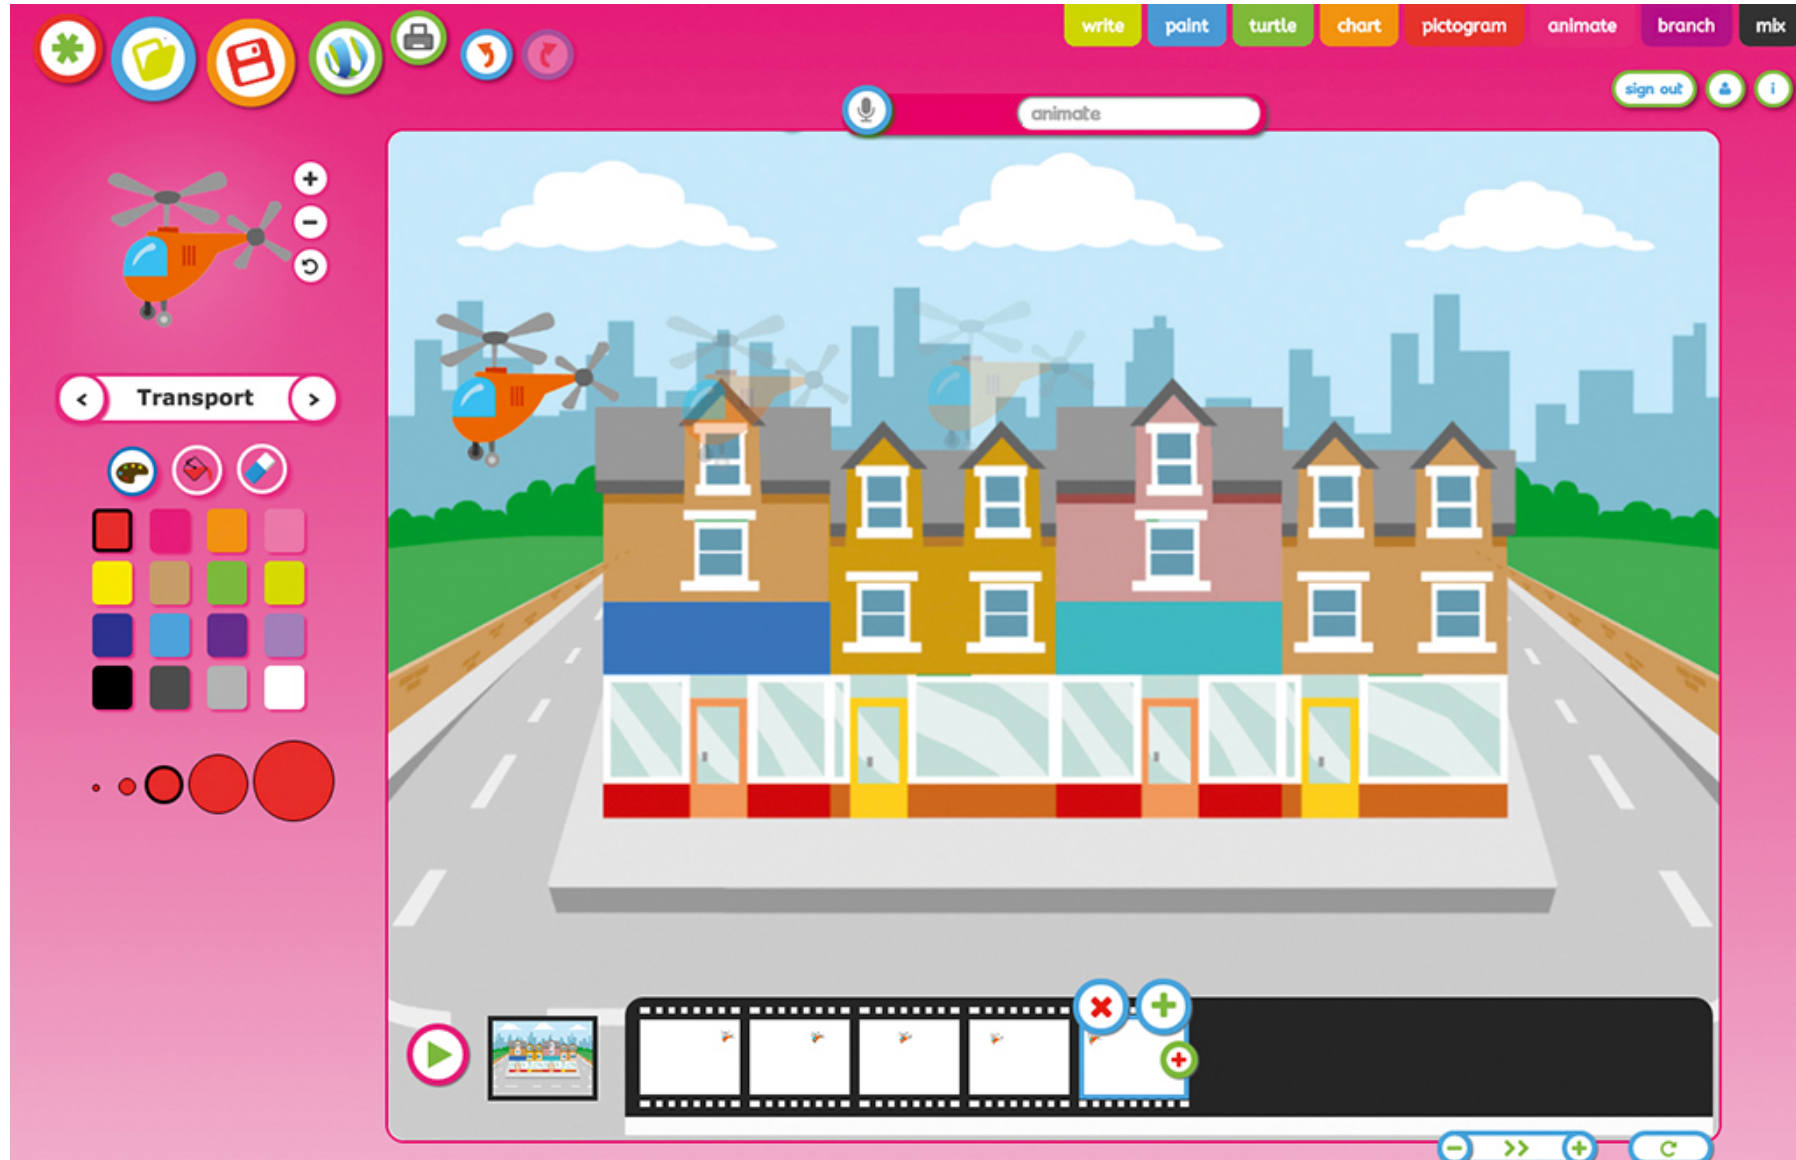 write paint turtle chart pictogram animate branch mix
sign out i
animate
Transport